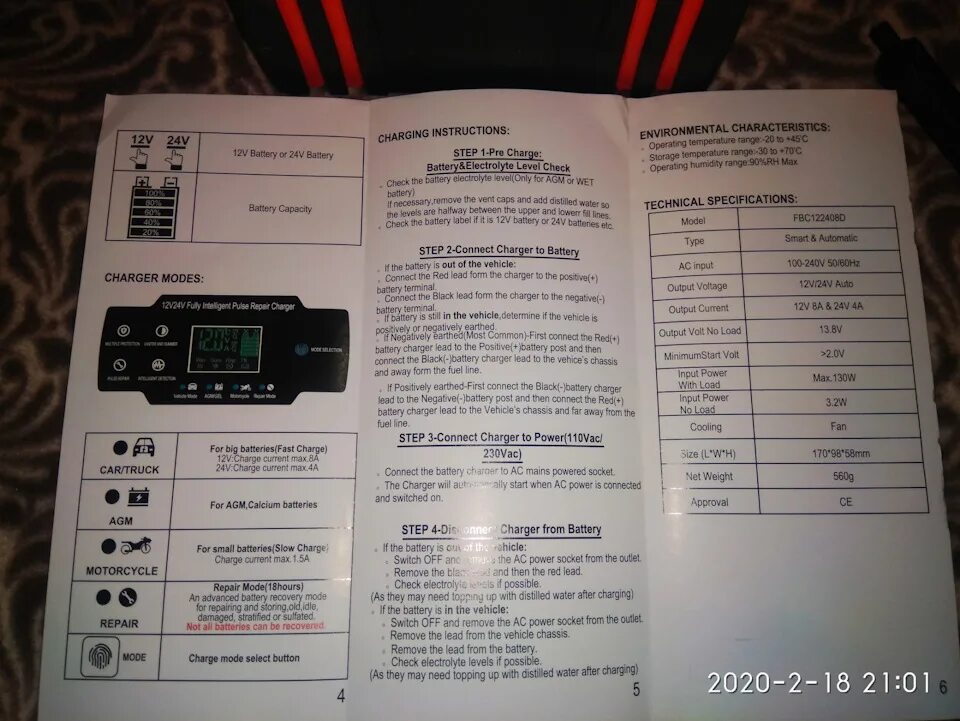 12V 24V
12V Battery or 24V Battery
100%
80%
60%
40%
20%
Battery Capacity
CHARGER MODES:
12V24V Fully Intelligent Pulse Repair Charger
MULTIPLE PROTECTION
MODE SELECTION
PULSE REPAIR
INTELLIGENT DETECTION
Vehicle Mode
AGM/GEL
Motorcycle
Repair Mode
CAR/TRUCK
For big batteries(Fast Charge)
12V:Charge current max.8A
24V:Charge current max.4A
AGM
For AGM,Calcium batteries
MOTORCYCLE
For small batteries(Slow Charge)
Charge current max.1.5A
REPAIR
Repair Mode(18hours)
An advanced battery recovery mode
for repairing and storing,old,idle,
damaged, stratified or sulfated.
Not all batteries can be recovered.
MODE
Charge mode select button
4
CHARGING INSTRUCTIONS:
STEP 1-Pre Charge:
Battery&Electrolyte Level Check
Check the battery electrolyte level(Only for AGM or WET
battery)
If necessary,remove the vent caps and add distilled water so
the levels are halfway between the upper and lowerr fill lines.
Check the battery label if it is 12V battery or 24V batteries etc.
STEP 2-Connect Charger to Battery
If the battery is out of the vehicle:
Connect the Red lead form the charger to the positive(+)
battery terminal.
Connect the Black lead form the charger to the negative(-)
battery terminal.
If battery is still in the vehicle,determine if the vehicle is
positively or negatively earthed.
If Negatively earthed(Most Common)-First connect the Red(+)
battery charger lead to the Positive(+)battery post and then
connect the Black(-)battery charger lead to the vehice's chassis
and away form the fuel line.
If Positively earthed-First connect the Black(-)battery charger
lead to the Negative(-)battery post and then connect the Red(+)
battery charger lead to the Vehicle's chassis and far away form the
fuel line.
STEP 3-Connect Charger to Power(110Vac/
230Vac)
Connect the battery charger to AC mains powered socket.
The Charger will automatically start when AC power is connected
and switched on.
STEP 4-Disconnect Charger from Battery
If the battery is out of the vehicle:
Switch OFF and remove the AC power socket from the outlet.
Remove the black lead and then the red lead.
Check electrolyte levels if possible.
(As they may need topping up with distilled water after charging)
If the battery is in the vehicle:
Switch OFF and remove the AC power socket from the outlet.
Remove the lead from the vehicle chassis.
Remove the lead from the battery.
Check electrolyte levels if possible.
(As they may need topping up with distilled water after charging)
5
ENVIRONMENTAL CHARACTERISTICS:
Operating temperature range:-20 to +45°C
Storage temperature range:-30 to +70°C
Operating humidity range:90%RH Max
TECHNICAL SPECIFICATIONS:
Model FBC122408D
Type Smart & Automatic
AC input 100-240V 50/60Hz
Output Voltage 12V/24V Auto
Output Current 12V 8A & 24V 4A
Output Volt No Load 13.8V
MinimumStart Volt >2.0V
Input Power
With Load Max.130W
Input Power
No Load 3.2W
Cooling Fan
Size (L*W*H) 170*98*58mm
Net Weight 560g
Approval CE
6
2020-2-18 21:01